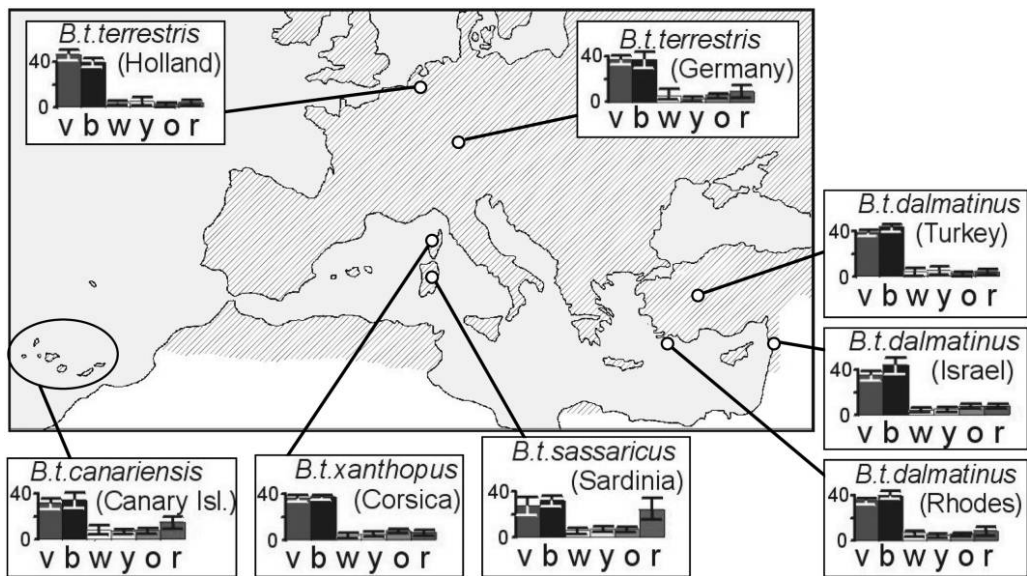 B.t.terrestris
(Holland)
40
0
v b w y o r
B.t.terrestris
(Germany)
40
0
v b w y o r
B.t.dalmatinus
(Turkey)
40
0
v b w y o r
B.t.dalmatinus
(Israel)
40
0
v b w y o r
B.t.canariensis
(Canary Isl.)
40
0
v b w y o r
B.t.xanthopus
(Corsica)
40
0
v b w y o r
B.t.sassaricus
(Sardinia)
40
0
v b w y o r
B.t.dalmatinus
(Rhodes)
40
0
v b w y o r